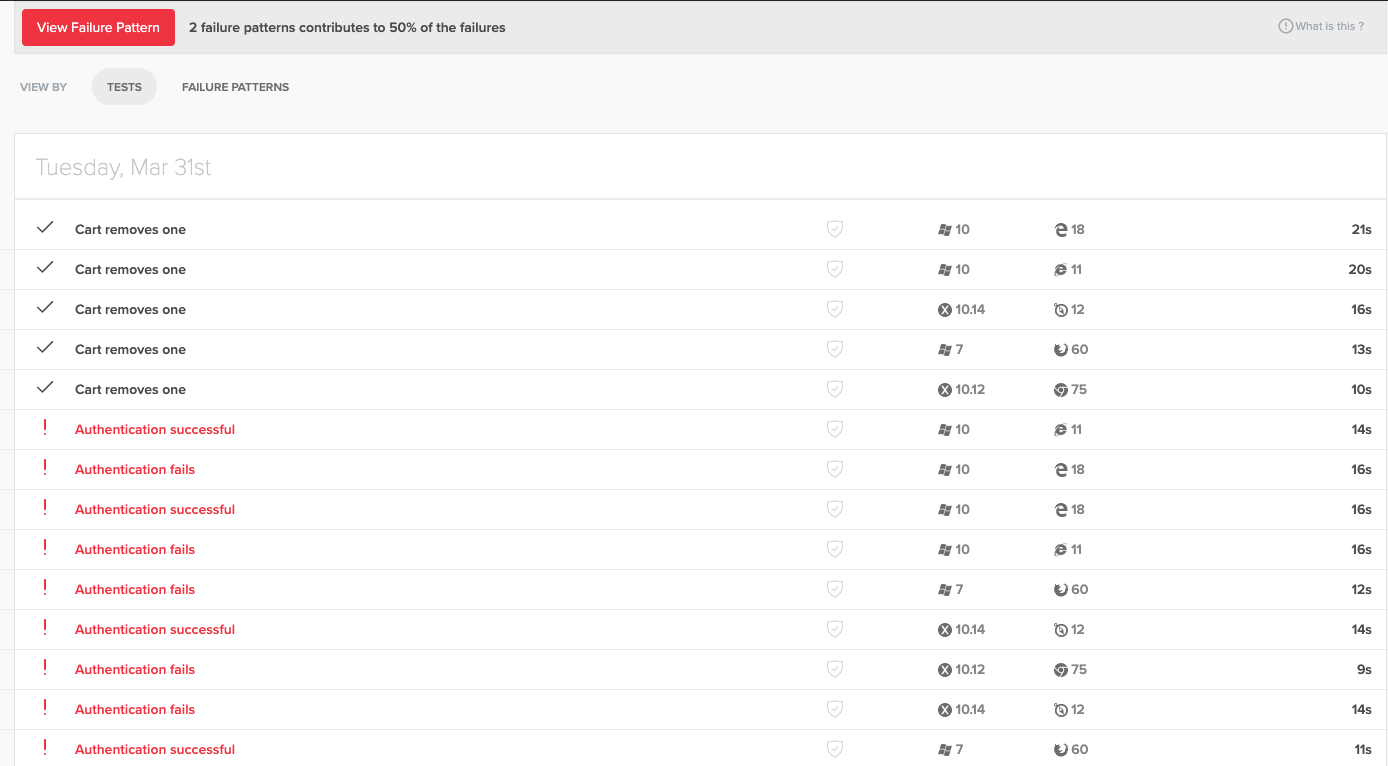 View Failure Pattern 2 failure patterns contributes to 50% of the failures What is this ?
VIEW BY TESTS FAILURE PATTERNS
Tuesday, Mar 31st
Cart removes one 10 18 21s
Cart removes one 10 11 20s
Cart removes one 10.14 12 16s
Cart removes one 7 60 13s
Cart removes one 10.12 75 10s
Authentication successful 10 11 14s
Authentication fails 10 18 16s
Authentication successful 10 18 16s
Authentication fails 10 11 16s
Authentication fails 7 60 12s
Authentication successful 10.14 12 14s
Authentication fails 10.12 75 9s
Authentication fails 10.14 12 14s
Authentication successful 7 60 11s